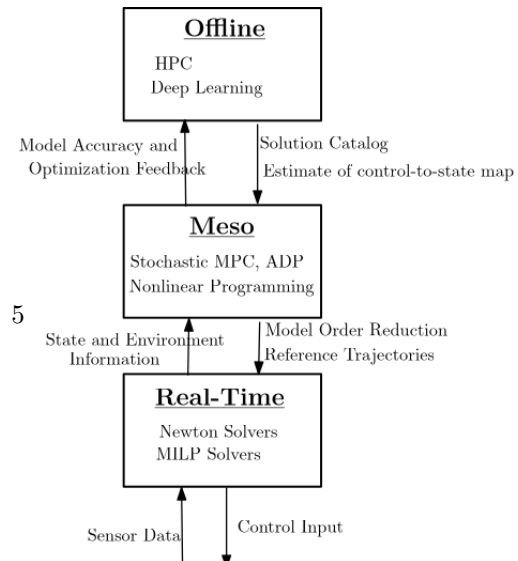 Offline
HPC
Deep Learning
Model Accuracy and
Optimization Feedback
Solution Catalog
Estimate of control-to-state map
Meso
Stochastic MPC, ADP
Nonlinear Programming
5
State and Environment
Information
Model Order Reduction
Reference Trajectories
Real-Time
Newton Solvers
MILP Solvers
Sensor Data
Control Input